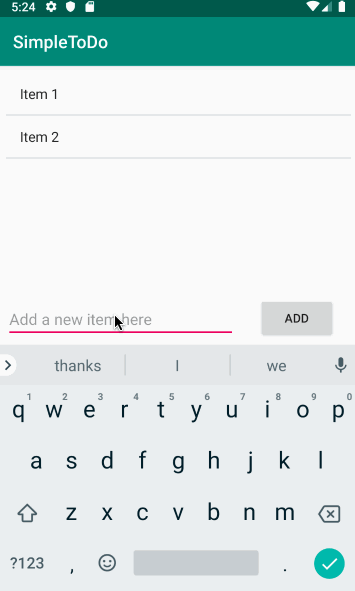 5:24
SimpleToDo
Item 1
Item 2
Add a new item here
ADD
thanks I we
1 2 3 4 5 6 7 8 9 0
q w e r t y u i o p
a s d f g h j k l
z x c v b n m
?123 , .